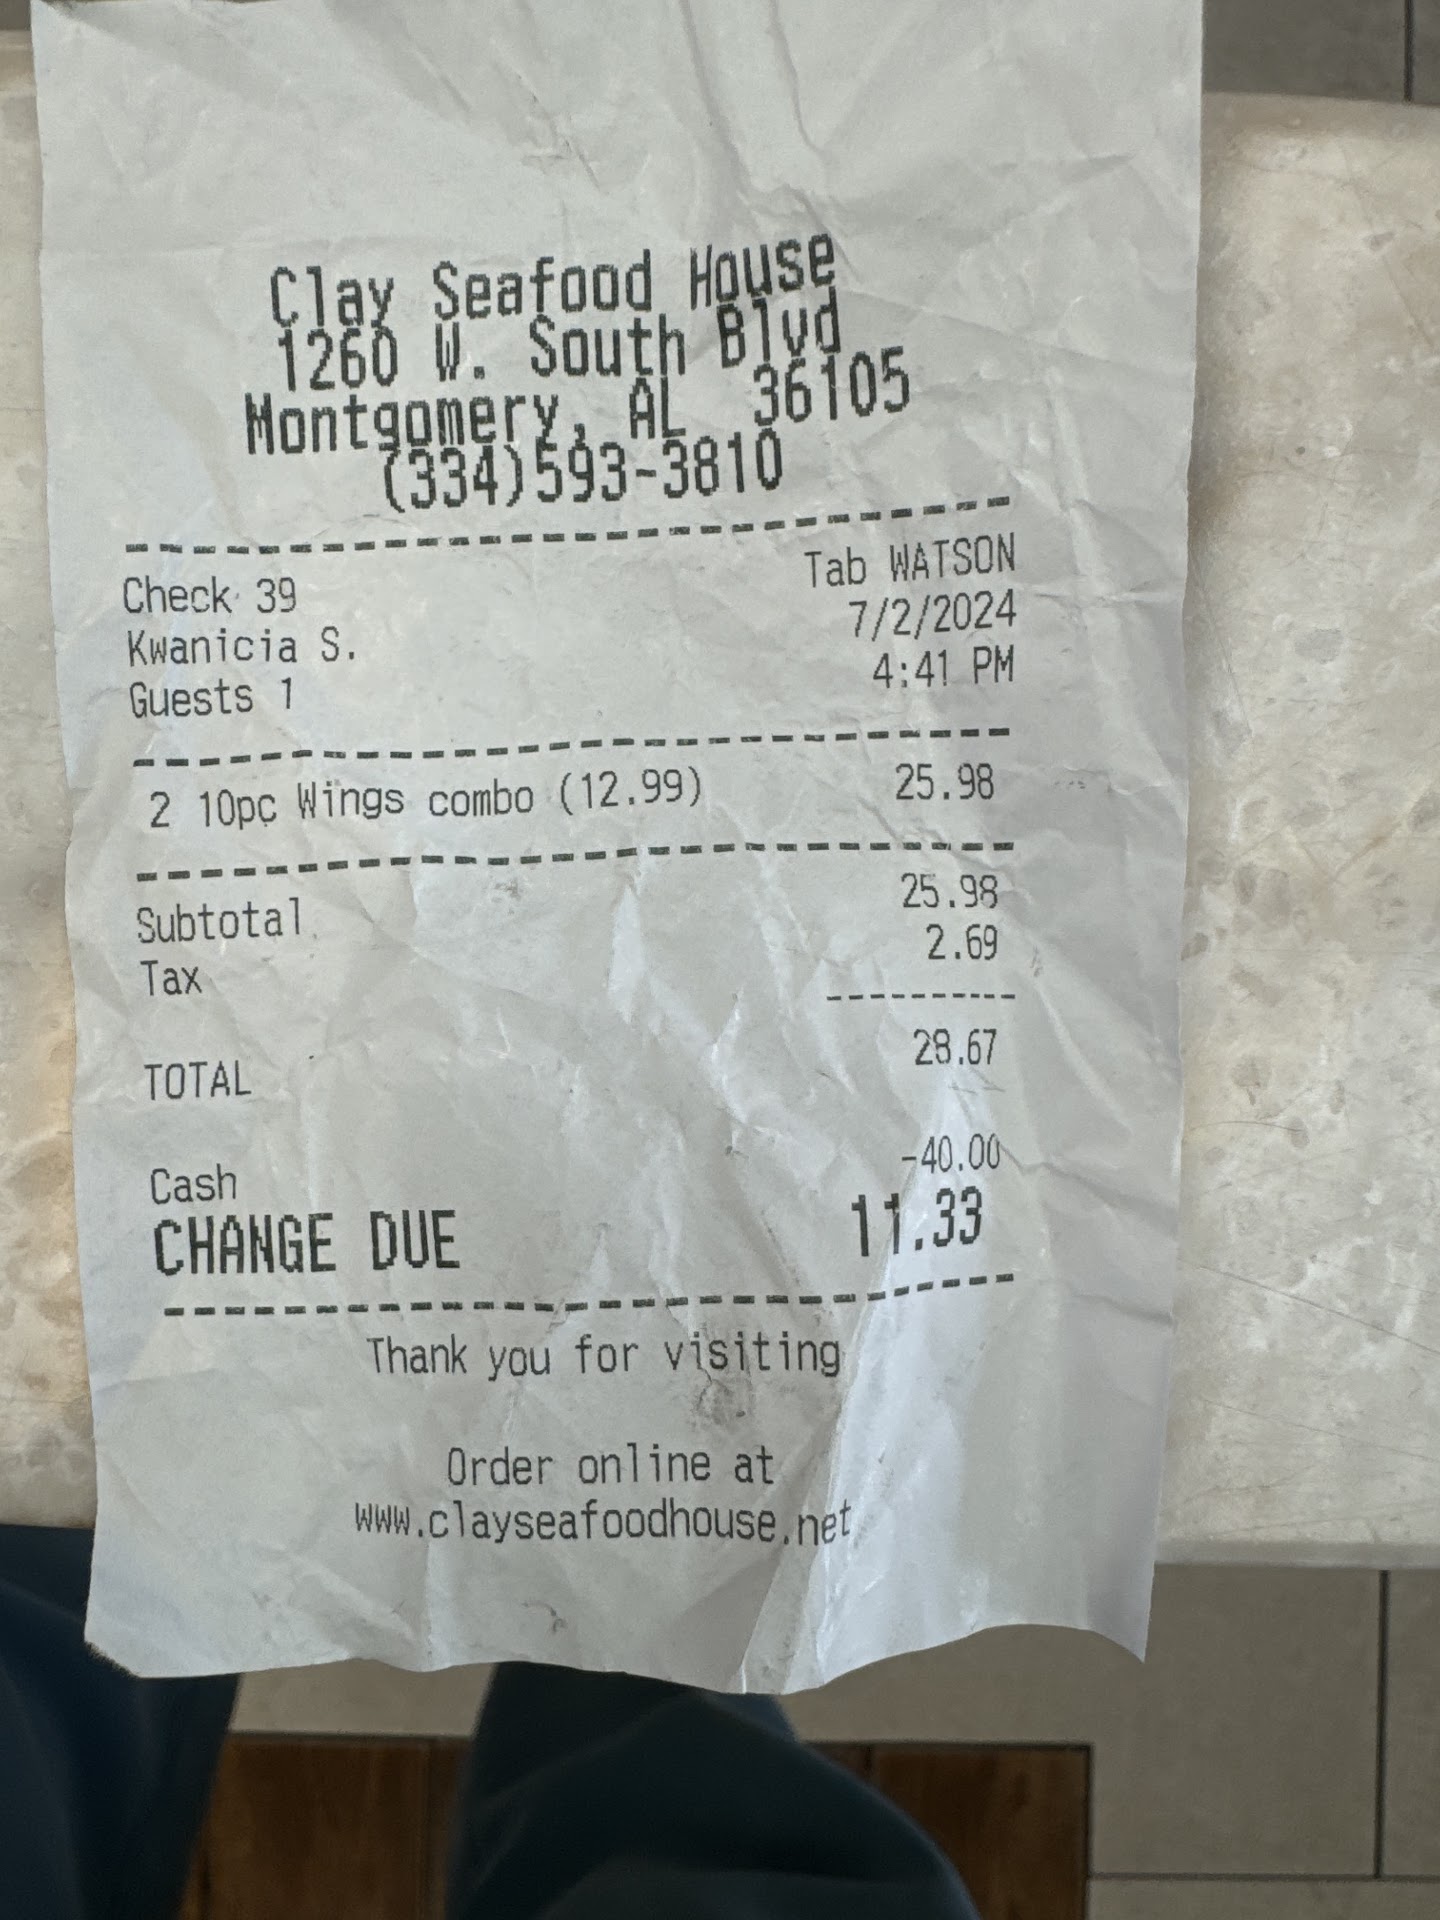 Clay Seafood House
1260 W. South Blvd
Montgomery, AL 36105
(334)593-3810
Check 39 Tab WATSON
Kwanicia S. 7/2/2024
Guests 1 4:41 PM
2 10pc Wings combo (12.99) 25.98
Subtotal 25.98
Tax 2.69
TOTAL 28.67
Cash -40.00
CHANGE DUE 11.33
Thank you for visiting
Order online at
www.clayseafoodhouse.net